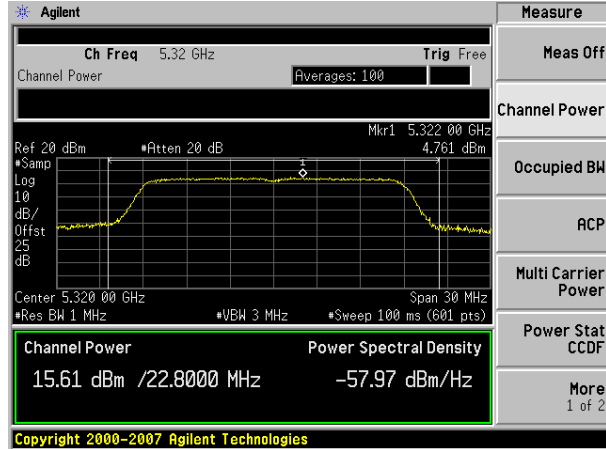 Agilent
Measure
Ch Freq 5.32 GHz Trig Free
Meas Off
Channel Power Averages: 100
Channel Power
Mkr1 5.322 00 GHz
Ref 20 dBm #Atten 20 dB 4.761 dBm
#Samp
1
Log
10
dB/
Offst
25
dB
Occupied BW
ACP
Multi Carrier
Power
Center 5.320 00 GHz Span 30 MHz
#Res BW 1 MHz #VBW 3 MHz #Sweep 100 ms (601 pts)
Power Stat
CCDF
Channel Power Power Spectral Density
15.61 dBm /22.8000 MHz -57.97 dBm/Hz
More
1 of 2
Copyright 2000-2007 Agilent Technologies